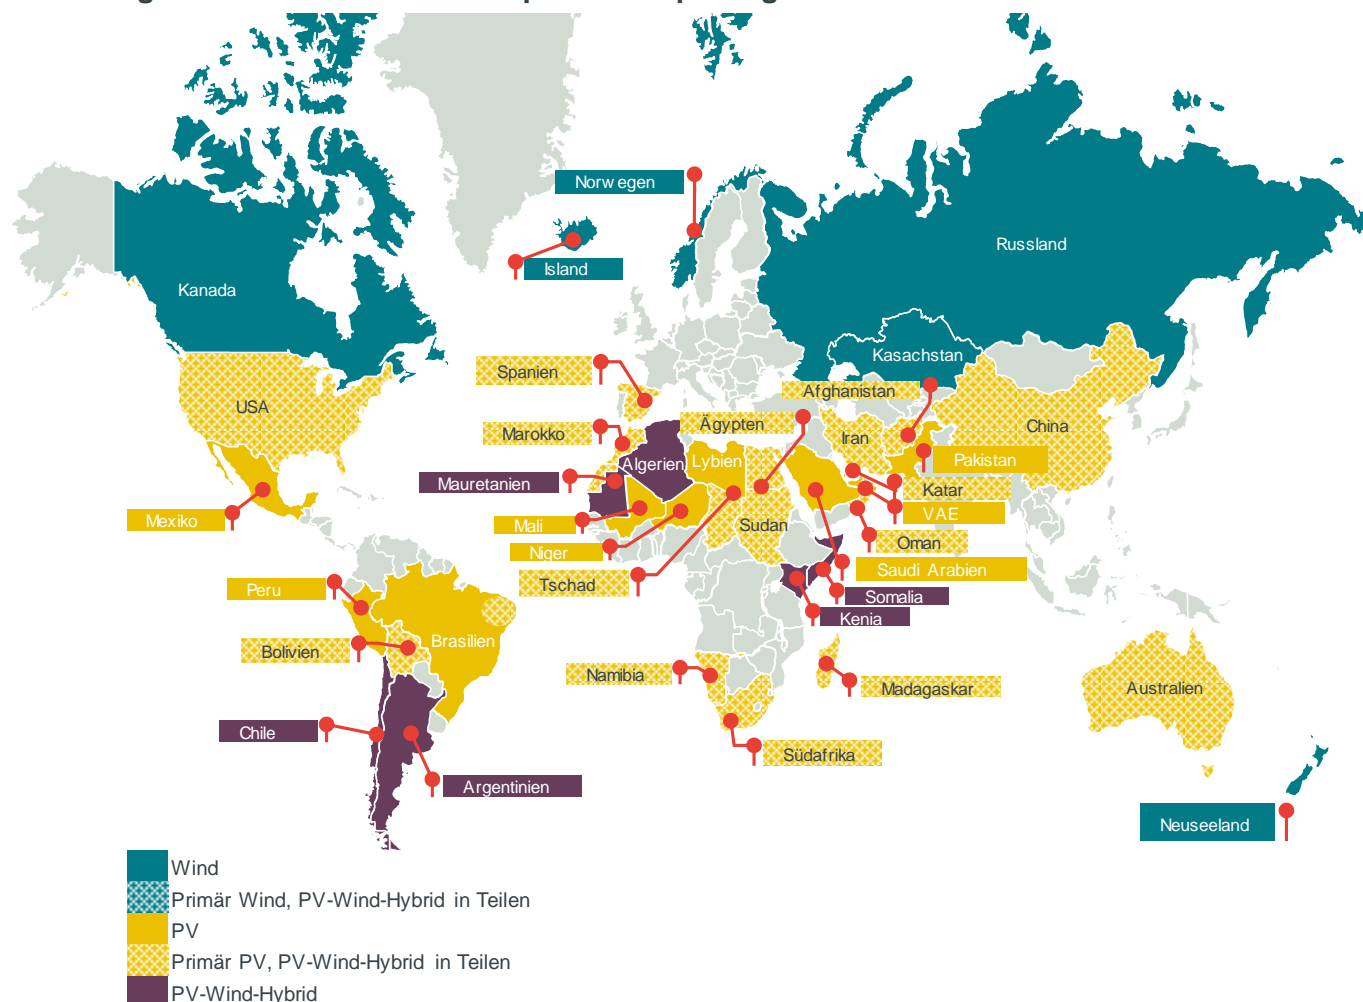 Norwegen
Russland
Island
Kanada
Kasachstan
Spanien
Afghanistan
USA
Ägypten
China
Marokko
Iran
Algerien
Lybien
Pakistan
Mauretanien
Katar
Mexiko
VAE
Mali
Sudan
Oman
Niger
Saudi Arabien
Tschad
Peru
Somalia
Kenia
Brasilien
Bolivien
Namibia
Madagaskar
Australien
Chile
Südafrika
Argentinien
Neuseeland
Wind
Primär Wind, PV-Wind-Hybrid in Teilen
PV
Primär PV, PV-Wind-Hybrid in Teilen
PV-Wind-Hybrid